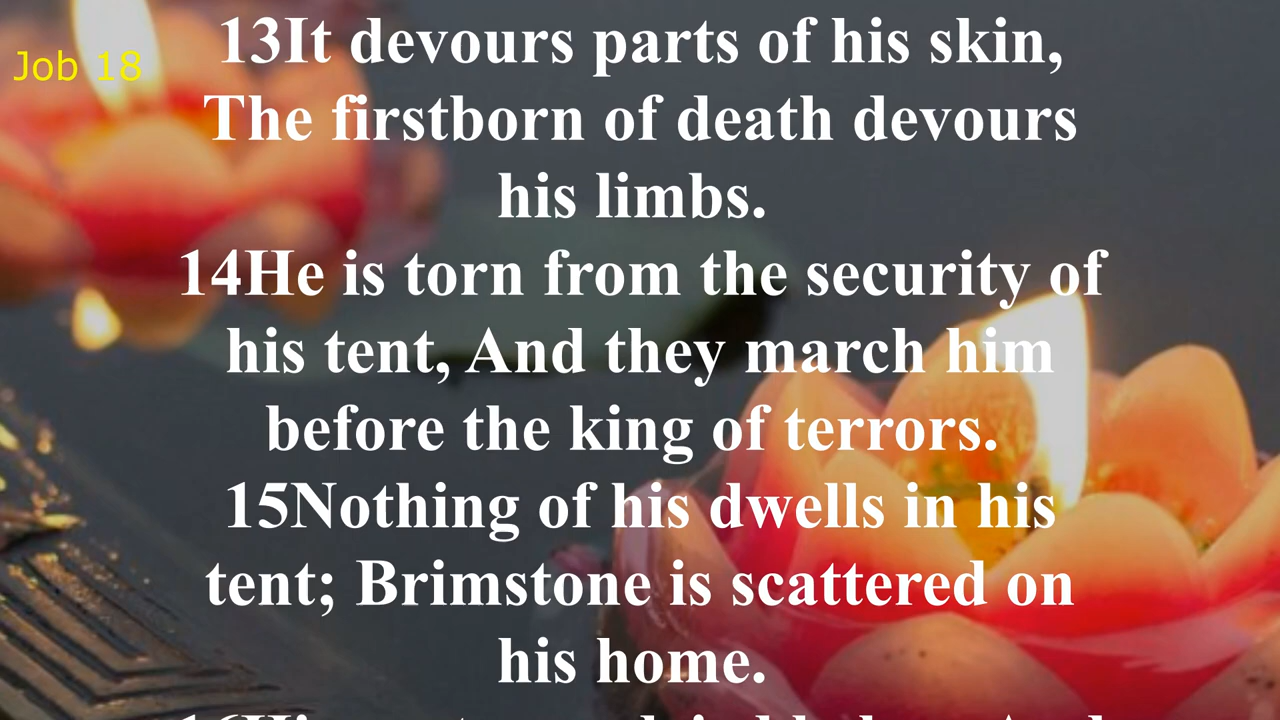 Job 18
13It devours parts of his skin,
The firstborn of death devours
his limbs.
14He is torn from the security of
his tent, And they march him
before the king of terrors.
15Nothing of his dwells in his
tent; Brimstone is scattered on
his home.